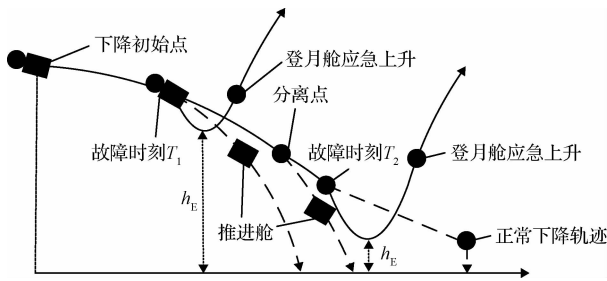 下降初始点
登月舱应急上升
分离点
故障时刻T1
故障时刻T2
登月舱应急上升
hE
推进舱
hE
正常下降轨迹